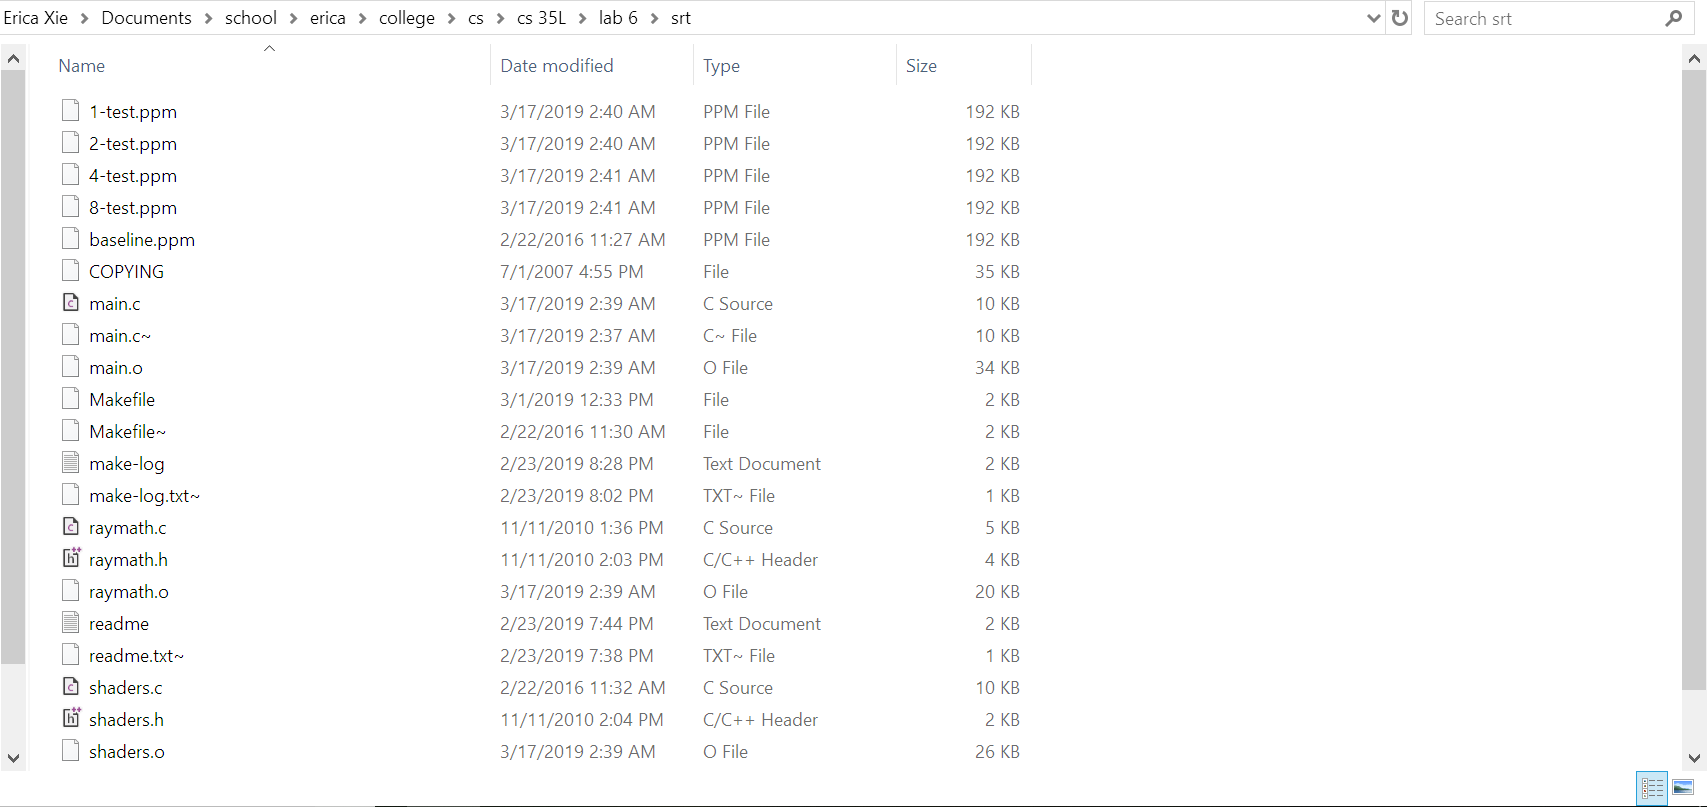 Erica Xie > Documents > school > erica > college > cs > cs 35L > lab 6 > srt Search srt
Name Date modified Type Size
1-test.ppm 3/17/2019 2:40 AM PPM File 192 KB
2-test.ppm 3/17/2019 2:40 AM PPM File 192 KB
4-test.ppm 3/17/2019 2:41 AM PPM File 192 KB
8-test.ppm 3/17/2019 2:41 AM PPM File 192 KB
baseline.ppm 2/22/2016 11:27 AM PPM File 192 KB
COPYING 7/1/2007 4:55 PM File 35 KB
main.c 3/17/2019 2:39 AM C Source 10 KB
main.c~ 3/17/2019 2:37 AM C~ File 10 KB
main.o 3/17/2019 2:39 AM O File 34 KB
Makefile 3/1/2019 12:33 PM File 2 KB
Makefile~ 2/22/2016 11:30 AM File 2 KB
make-log 2/23/2019 8:28 PM Text Document 2 KB
make-log.txt~ 2/23/2019 8:02 PM TXT~ File 1 KB
raymath.c 11/11/2010 1:36 PM C Source 5 KB
raymath.h 11/11/2010 2:03 PM C/C++ Header 4 KB
raymath.o 3/17/2019 2:39 AM O File 20 KB
readme 2/23/2019 7:44 PM Text Document 2 KB
readme.txt~ 2/23/2019 7:38 PM TXT~ File 1 KB
shaders.c 2/22/2016 11:32 AM C Source 10 KB
shaders.h 11/11/2010 2:04 PM C/C++ Header 2 KB
shaders.o 3/17/2019 2:39 AM O File 26 KB